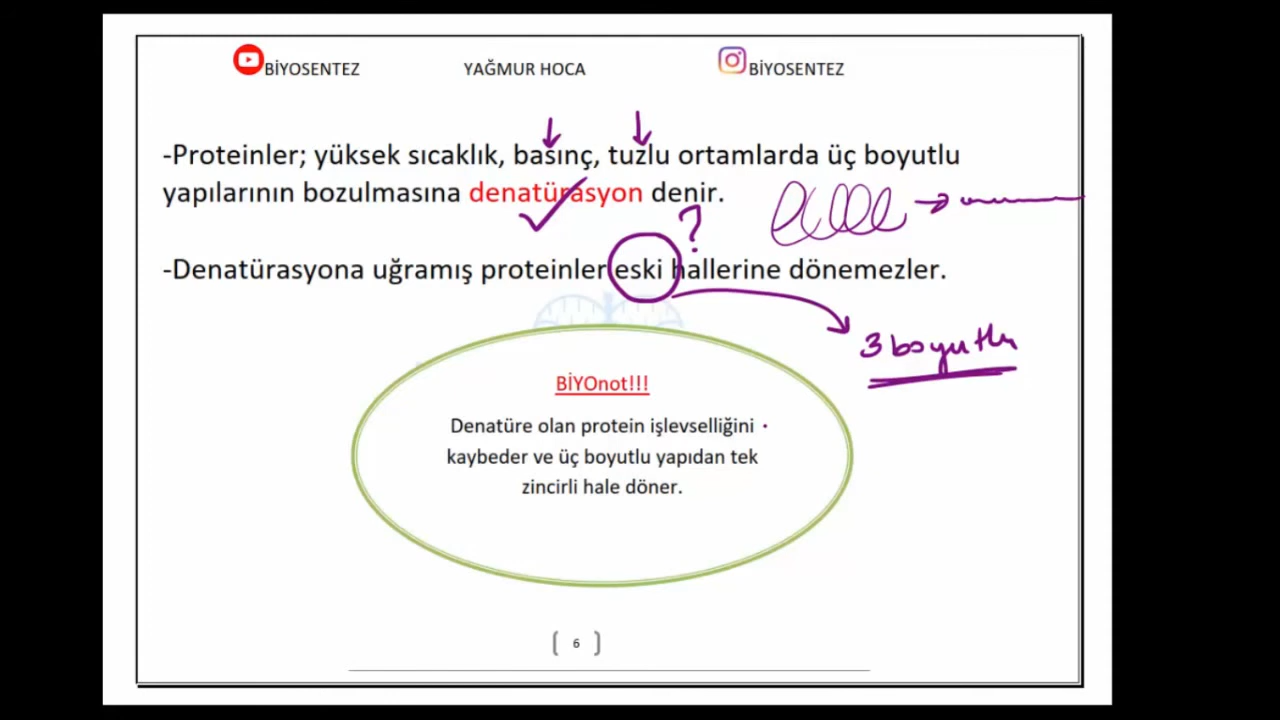 BİYOSENTEZ YAĞMUR HOCA BİYOSENTEZ
-Proteinler; yüksek sıcaklık, basınç, tuzlu ortamlarda üç boyutlu
yapılarının bozulmasına denatürasyon denir.
?
-Denatürasyona uğramış proteinler eski hallerine dönemezler.
3 boyutlu
BİYOnot!!!
Denatüre olan protein işlevselliğini
kaybeder ve üç boyutlu yapıdan tek
zincirli hale döner.
6